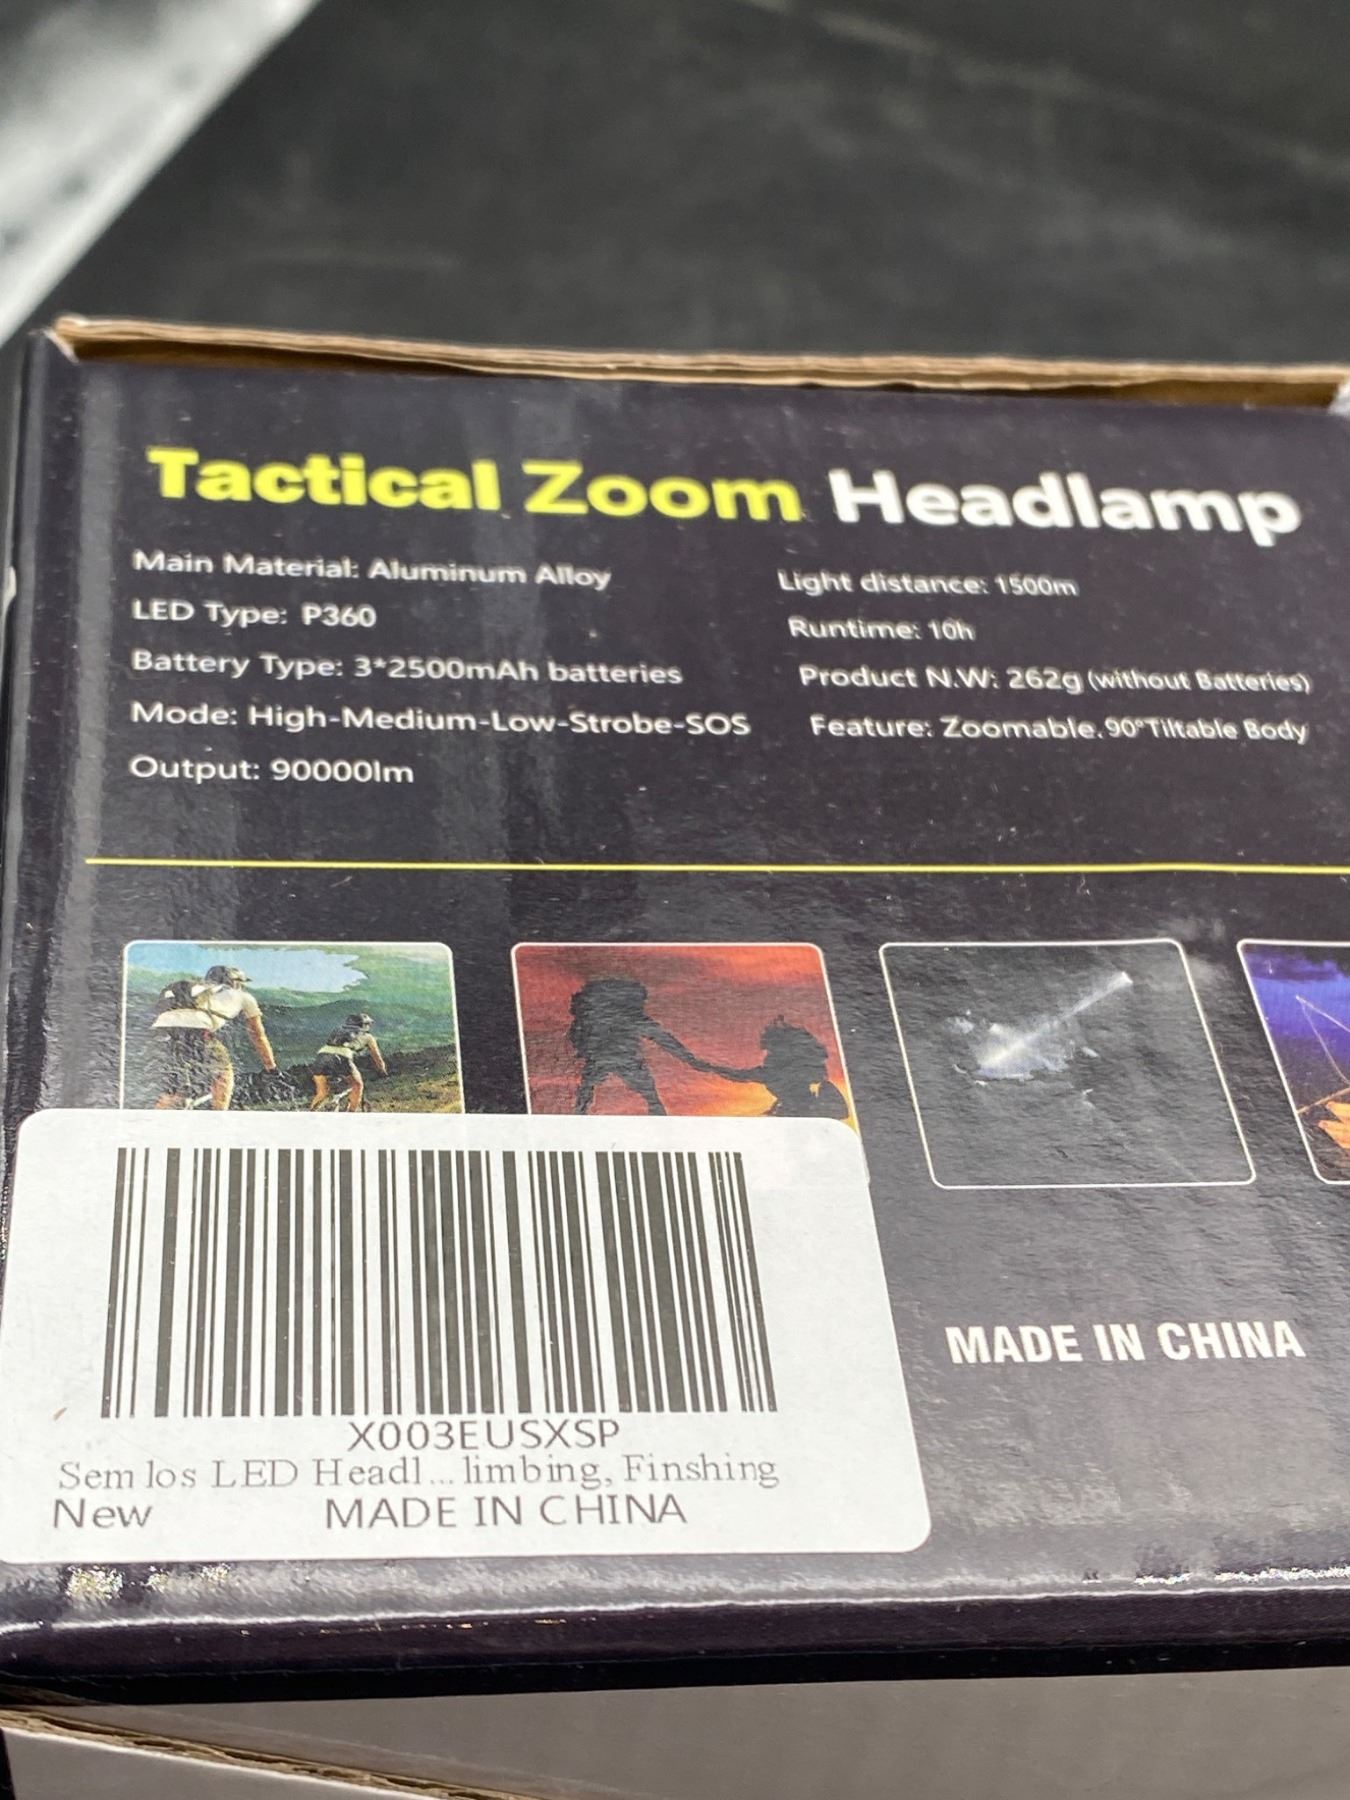 Tactical Zoom Headlamp
Main Material: Aluminum Alloy
LED Type: P360
Battery Type: 3*2500mAh batteries
Mode: High-Medium-Low-Strobe-SOS
Output: 90000lm
Light distance: 1500m
Runtime: 10h
Product N.W: 262g (without Batteries)
Feature: Zoomable, 90°Tiltable Body
MADE IN CHINA
X003EUSXSP
Sem los LED Headl... limbing, Finshing
New MADE IN CHINA